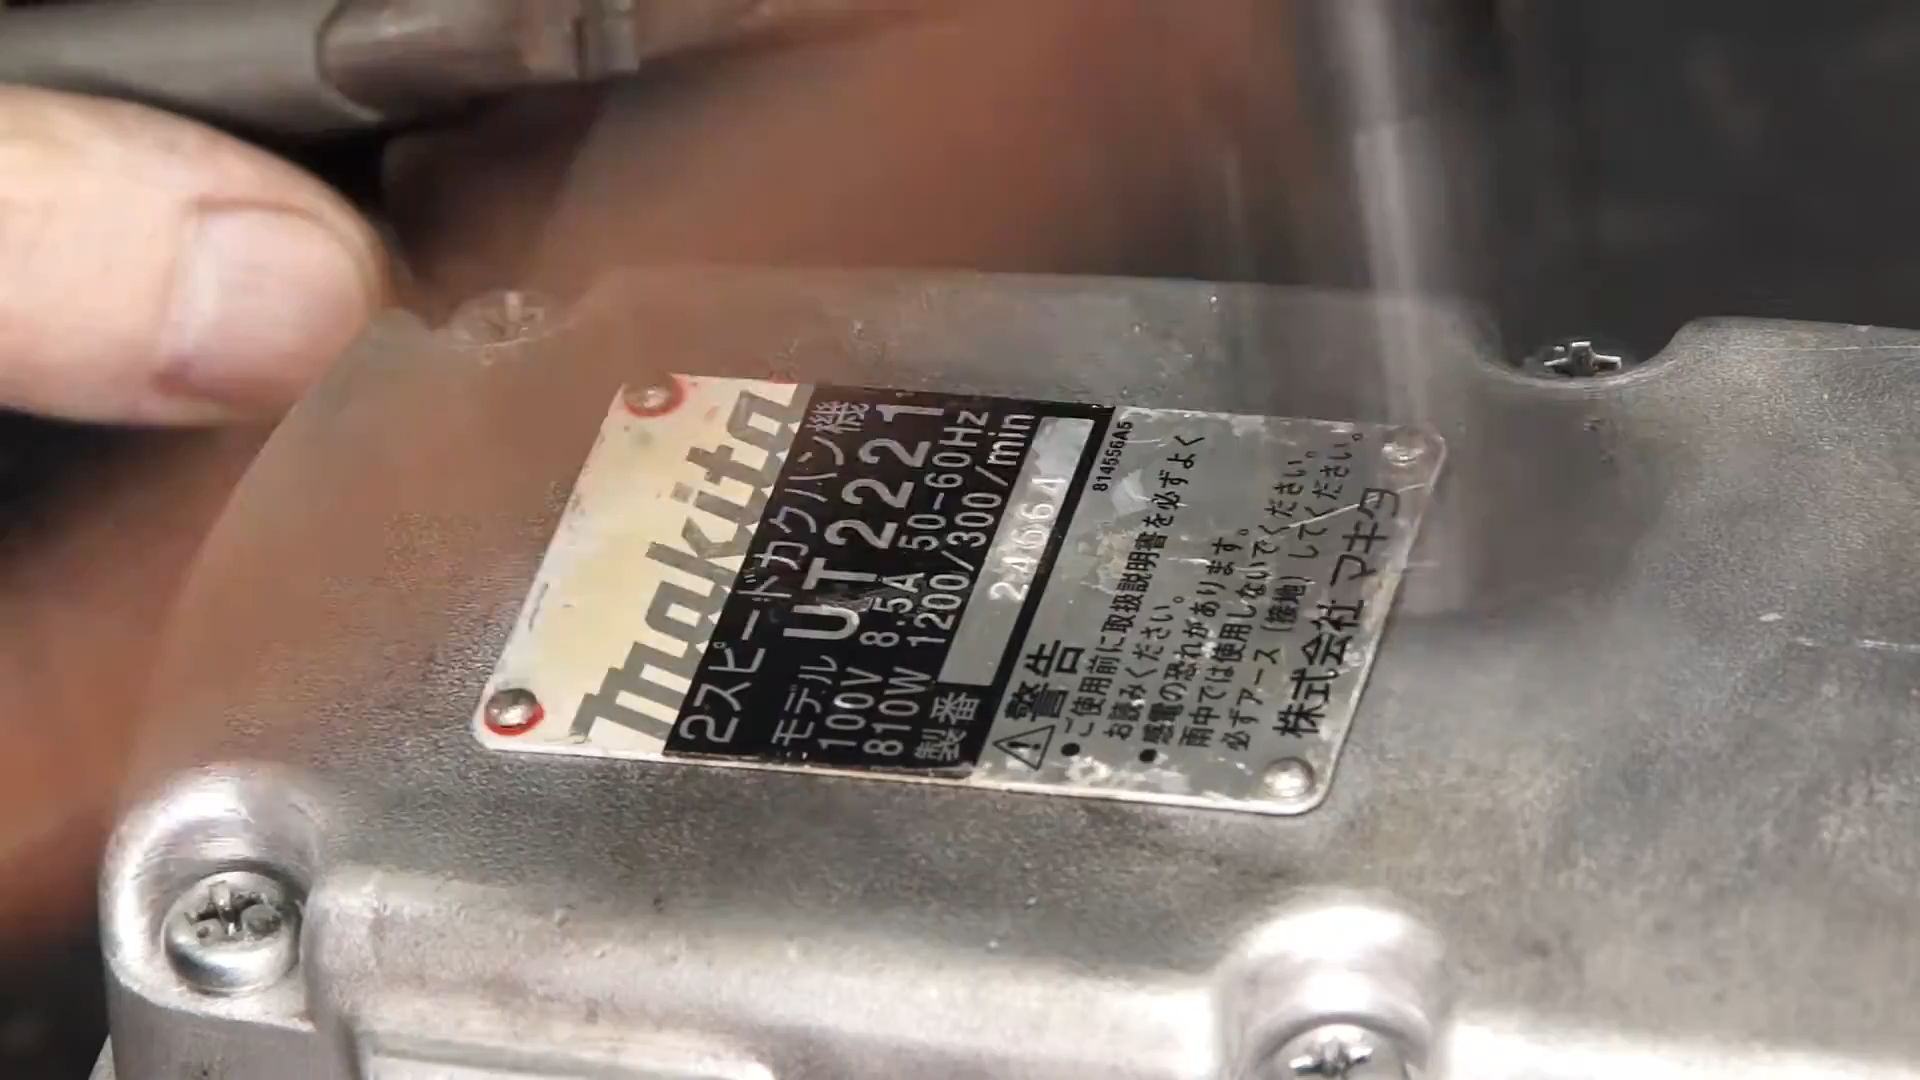 makita
2スピードカクハン機
モデル UT2221
100V 8.5A 50-60Hz
810W 1200/300/min
製番 24664
814556A5
⚠警告
●ご使用前に取扱説明書を必ずよく
お読みください。
●感電の恐れがあります。
雨中では使用しないでください。
必ずアース(接地)してください。
株式会社 マキタ